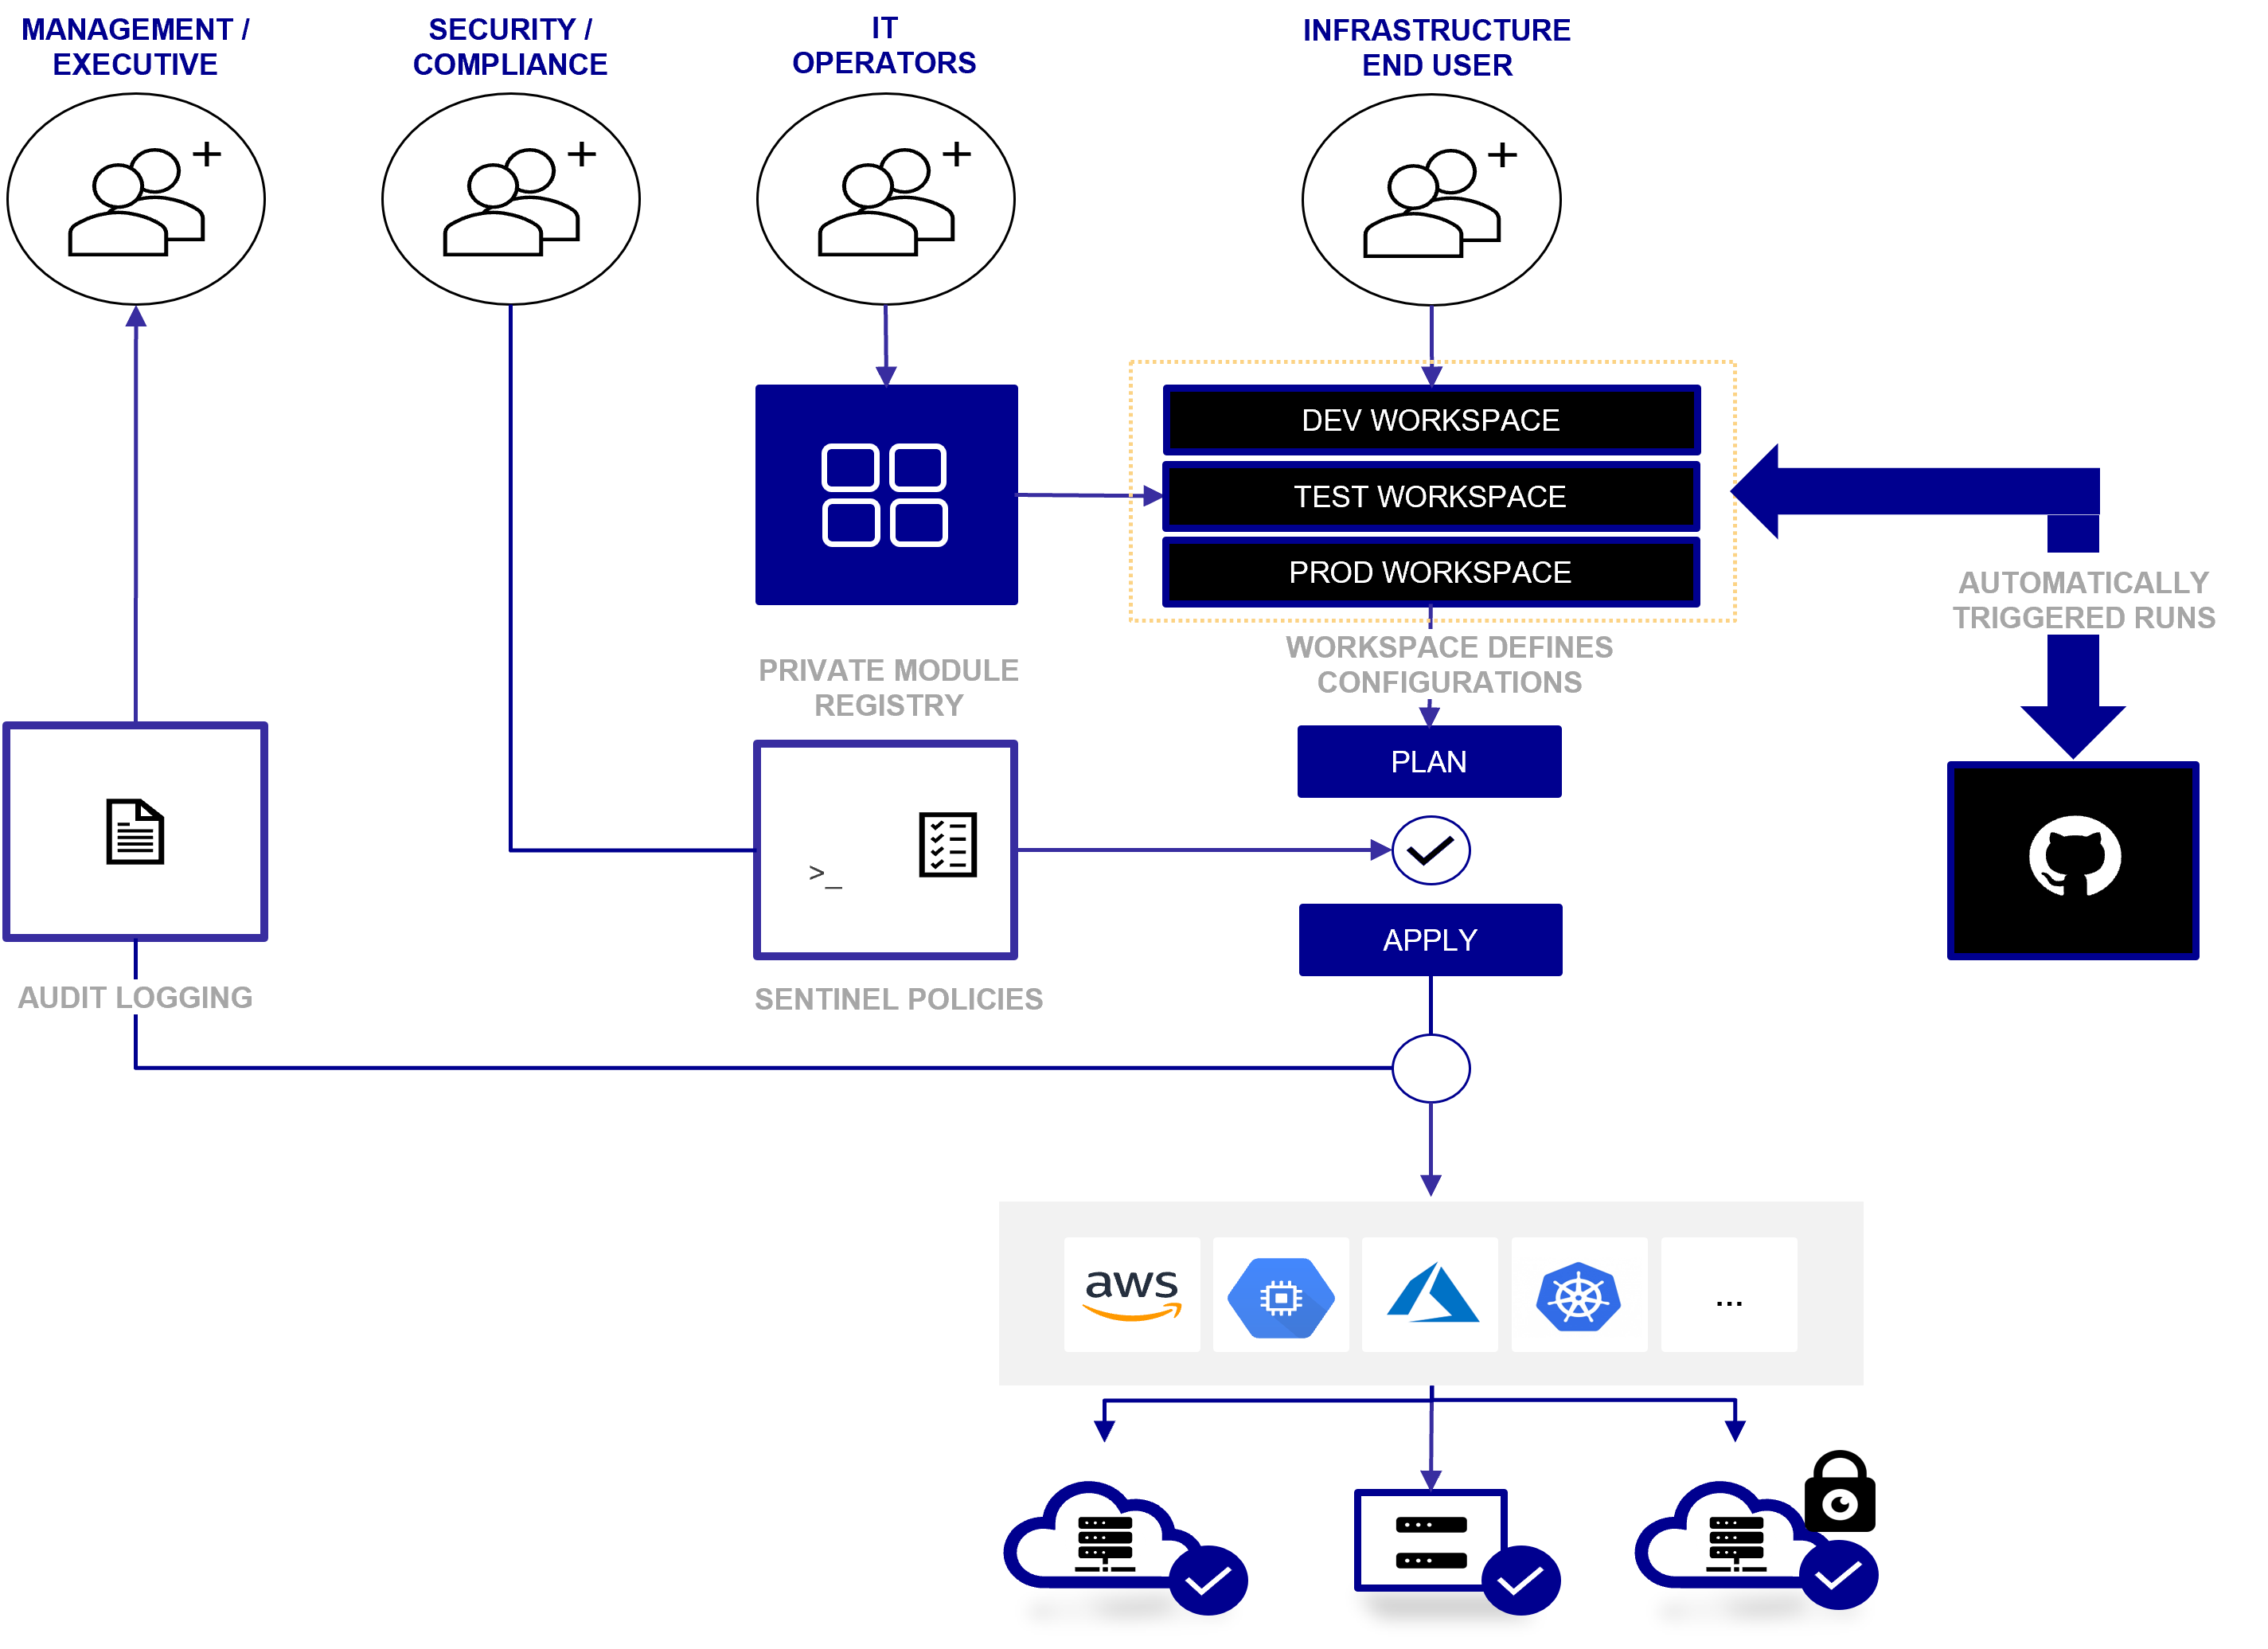 MANAGEMENT /
EXECUTIVE
SECURITY /
COMPLIANCE
IT
OPERATORS
INFRASTRUCTURE
END USER
DEV WORKSPACE
TEST WORKSPACE
PROD WORKSPACE
AUTOMATICALLY
TRIGGERED RUNS
WORKSPACE DEFINES
CONFIGURATIONS
PRIVATE MODULE
REGISTRY
PLAN
>_
APPLY
AUDIT LOGGING
SENTINEL POLICIES
aws
...